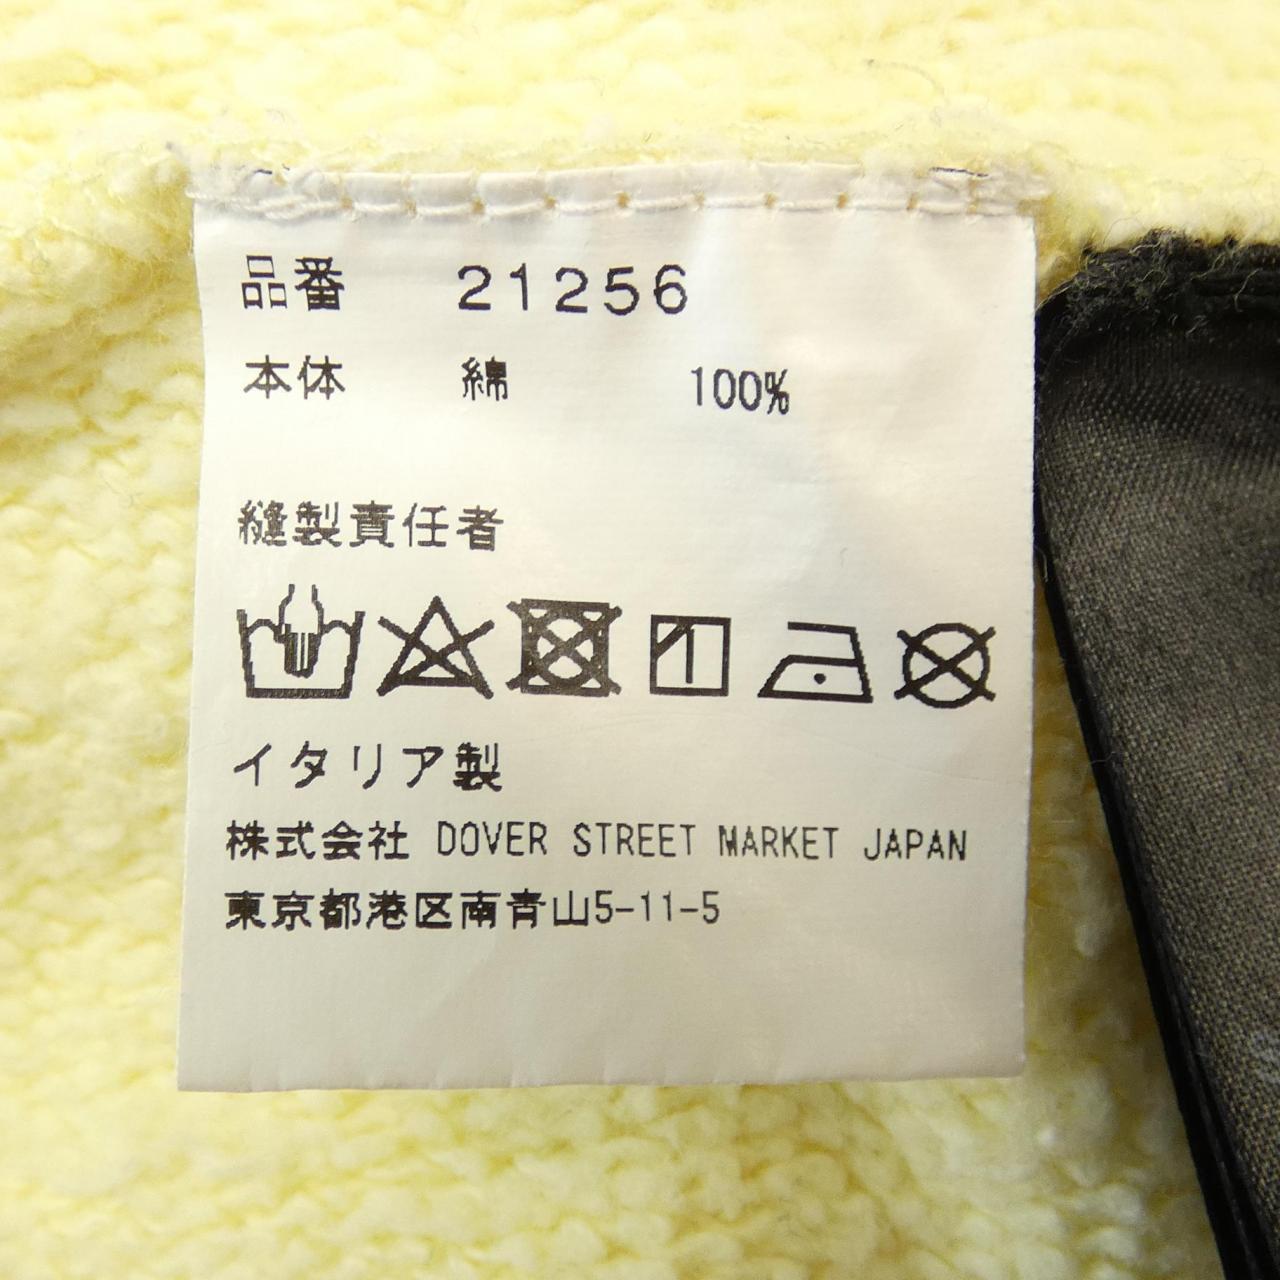 品番 21256
本体 綿 100%
縫製責任者
イタリア製
株式会社 DOVER STREET MARKET JAPAN
東京都港区南青山5-11-5